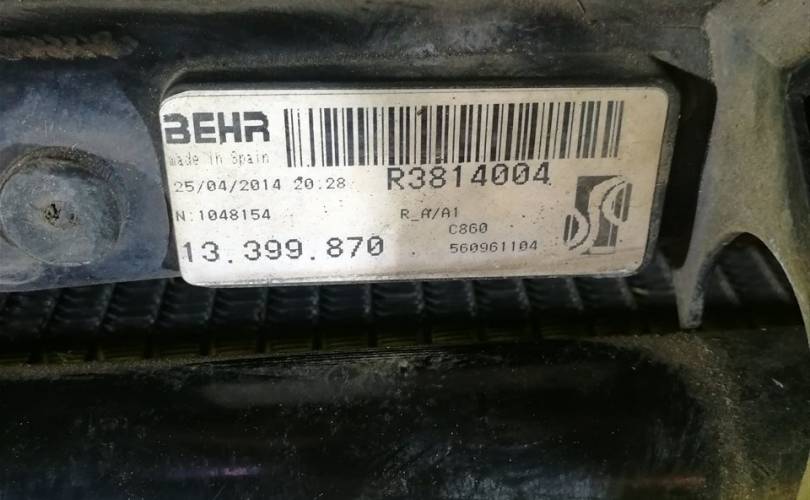 BEHR
made in Spain
25/04/2014 20:28 R3814004
N:1048154 R_A/A1
C860
13.399.870 560961104